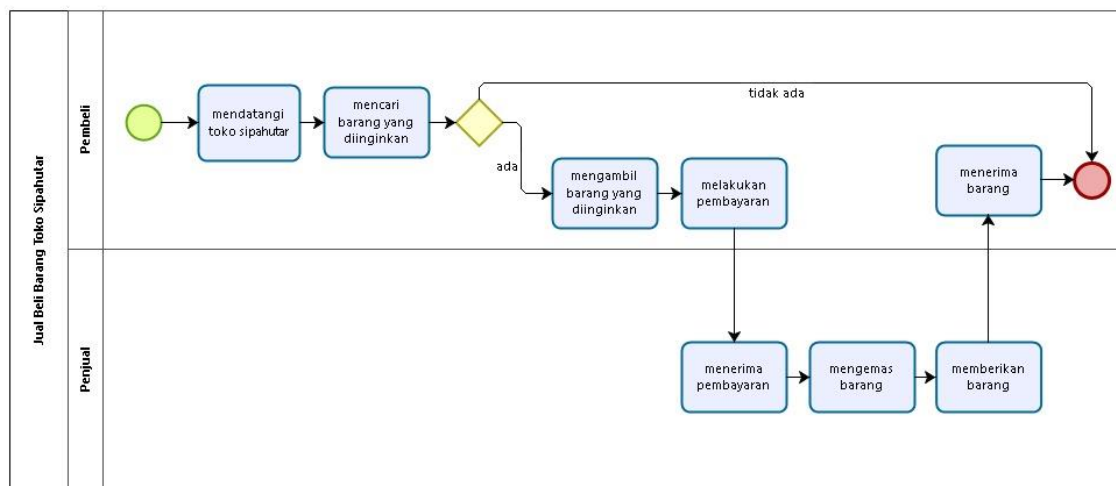 Jual Beli Barang Toko Sipahutar
Pembeli
mendatangi
toko sipahutar
mencari
barang yang
diinginkan
tidak ada
ada
mengambil
barang yang
diinginkan
melakukan
pembayaran
menerima
barang
Penjual
menerima
pembayaran
mengemas
barang
memberikan
barang